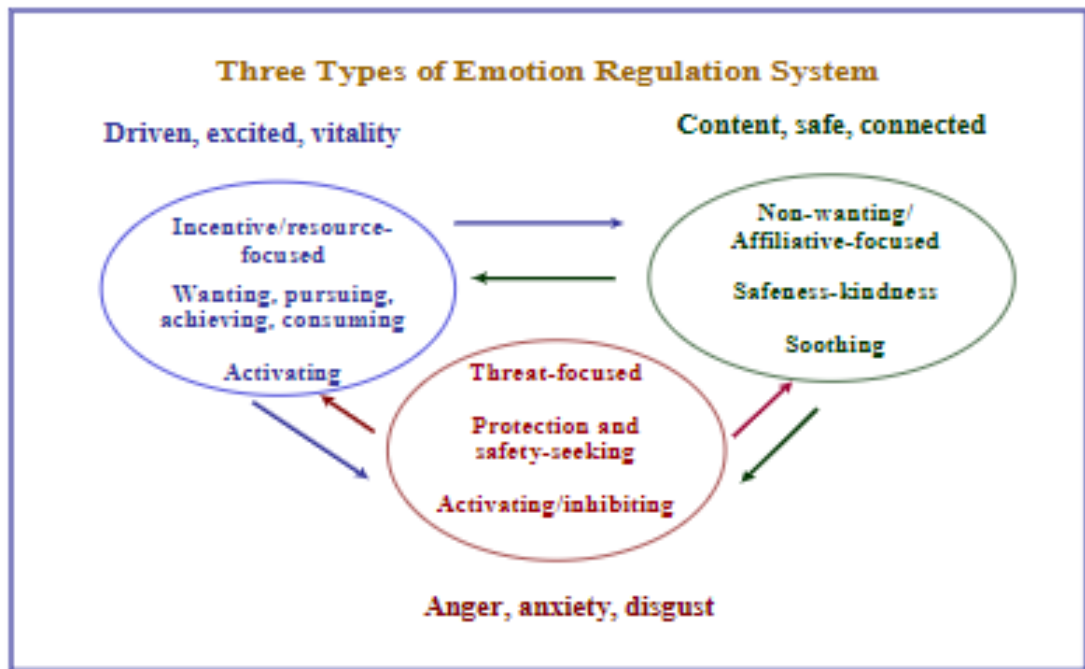 Three Types of Emotion Regulation System
Driven, excited, vitality
Content, safe, connected
Incentive/resource-
focused
Wanting, pursuing,
achieving, consuming
Activating
Non-wanting/
Affiliative-focused
Safeness-kindness
Soothing
Threat-focused
Protection and
safety-seeking
Activating/inhibiting
Anger, anxiety, disgust